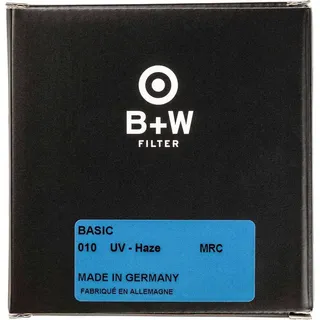 B+W
FILTER
BASIC
010 UV - Haze MRC
MADE IN GERMANY
FABRIQUÉ EN ALLEMAGNE